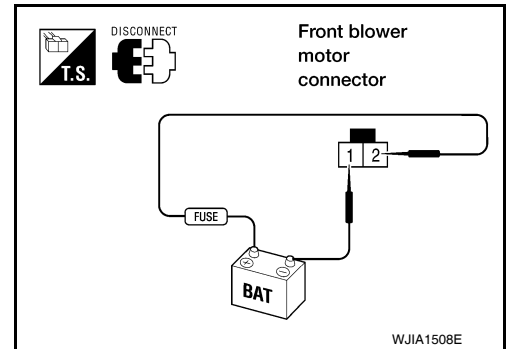 DISCONNECT
T.S.
Front blower
motor
connector
1 2
FUSE
+ −
BAT
WJIA1508E